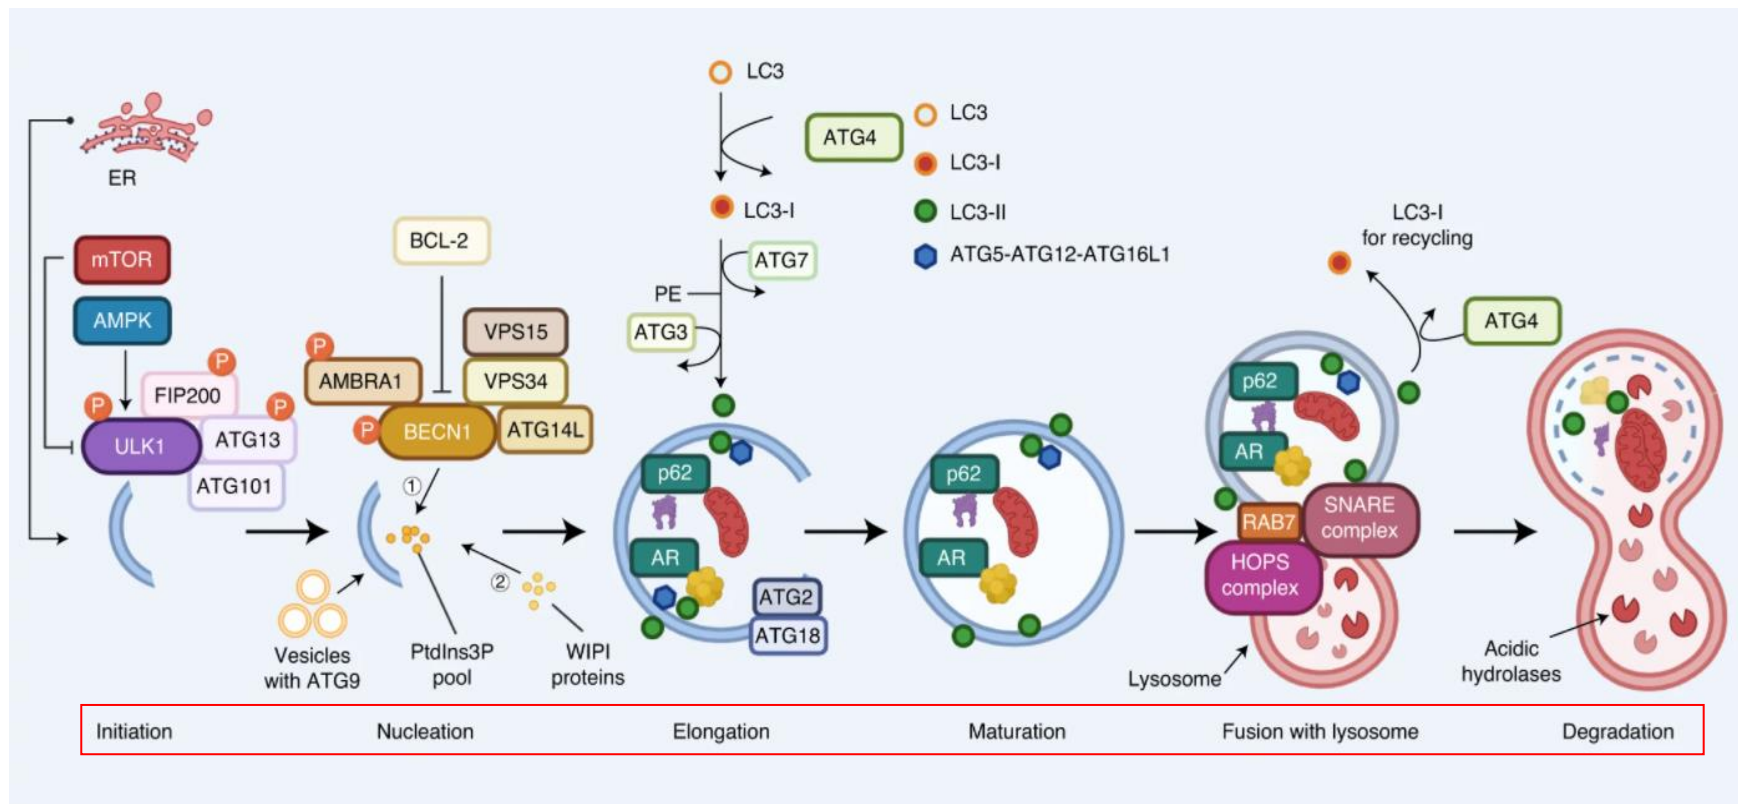 ER
mTOR
AMPK
P
FIP200
P
P
ULK1
ATG13
ATG101
BCL-2
VPS15
VPS34
P
AMBRA1
P
BECN1
ATG14L
①
②
Vesicles
with ATG9
PtdIns3P
pool
WIPI
proteins
LC3
ATG4
LC3-I
ATG7
PE
ATG3
LC3
LC3-I
LC3-II
ATG5-ATG12-ATG16L1
p62
AR
ATG2
ATG18
p62
AR
LC3-I
for recycling
ATG4
p62
AR
RAB7
SNARE
complex
HOPS
complex
Lysosome
Acidic
hydrolases
Initiation
Nucleation
Elongation
Maturation
Fusion with lysosome
Degradation